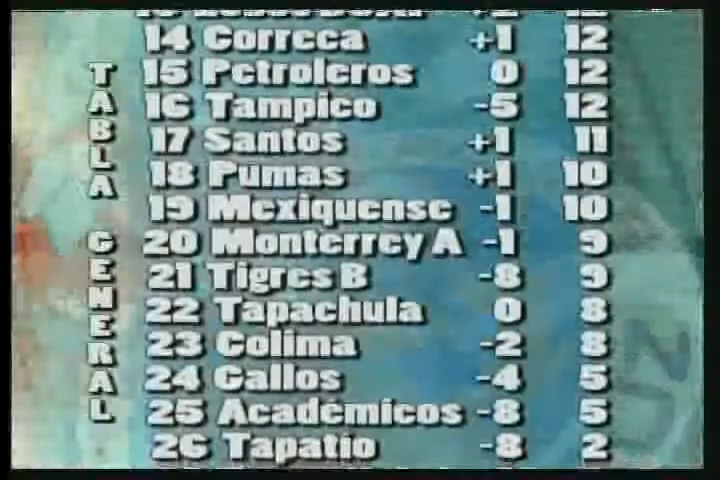 14 Correca +1 12
15 Petroleros 0 12
16 Tampico -5 12
17 Santos +1 11
18 Pumas +1 10
19 Mexiquense -1 10
20 Monterrey A -1 9
21 Tigres B -8 9
22 Tapachula 0 8
23 Colima -2 8
24 Gallos -4 5
25 Académicos -8 5
26 Tapatío -8 2
TABLA GENERAL